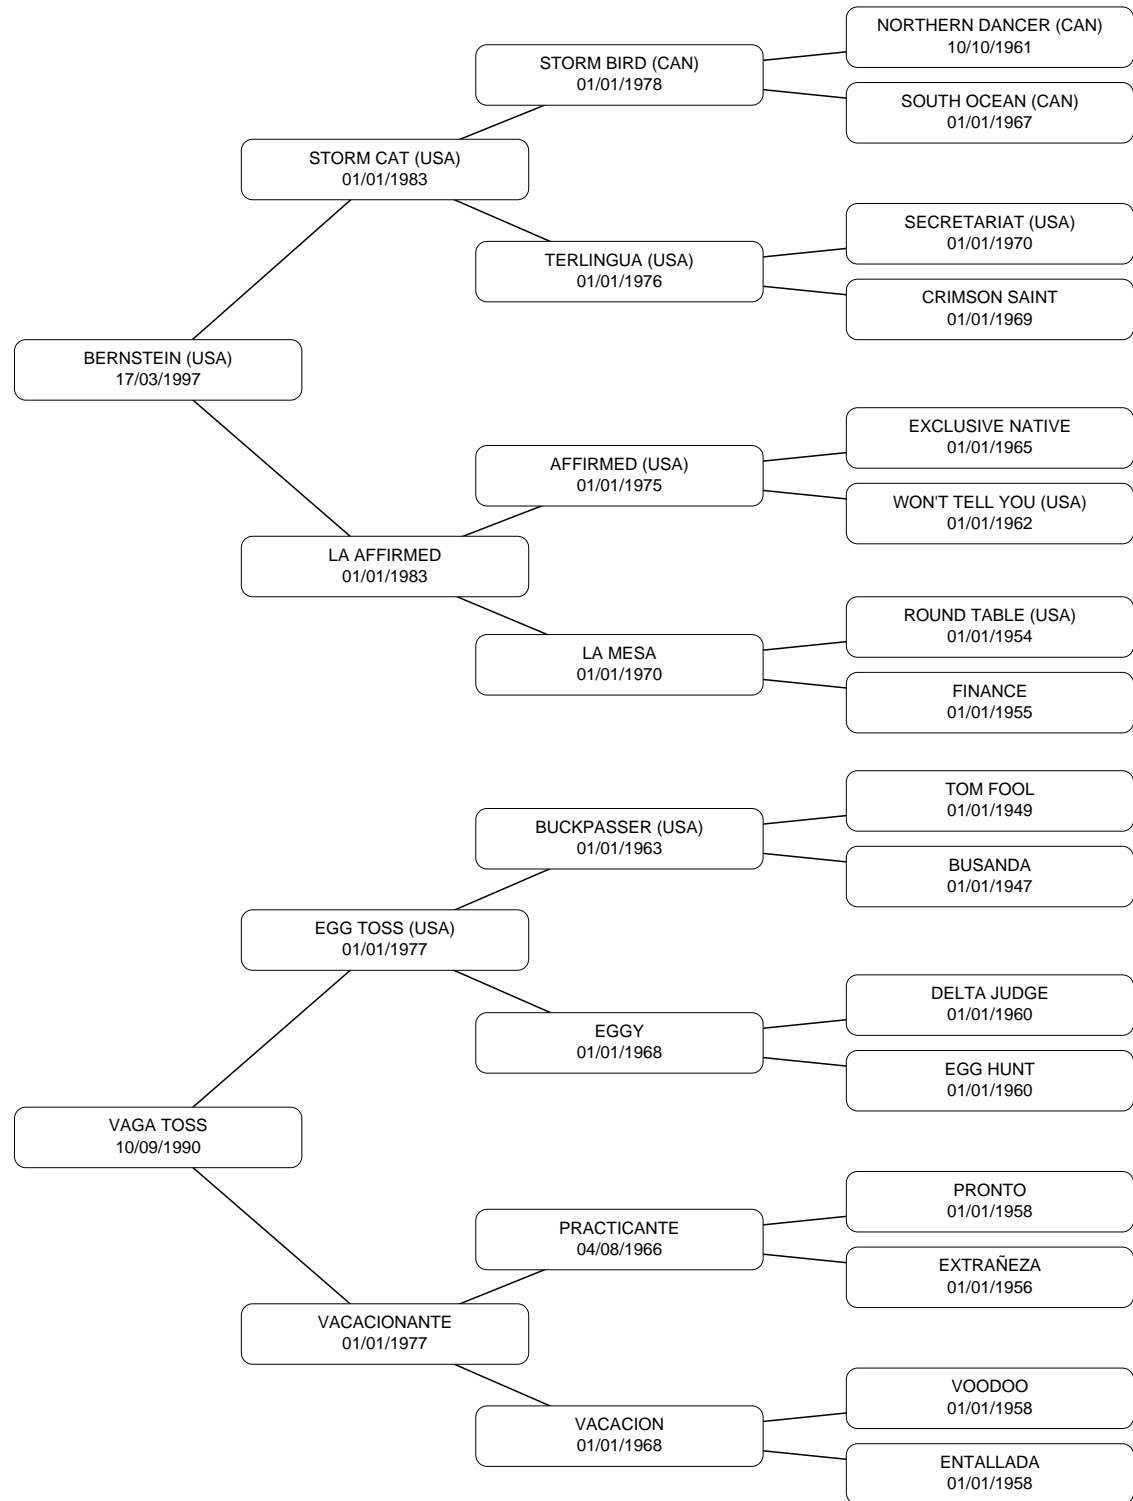 NORTHERN DANCER (CAN)
10/10/1961
STORM BIRD (CAN)
01/01/1978
SOUTH OCEAN (CAN)
01/01/1967
STORM CAT (USA)
01/01/1983
SECRETARIAT (USA)
01/01/1970
TERLINGUA (USA)
01/01/1976
CRIMSON SAINT
01/01/1969
BERNSTEIN (USA)
17/03/1997
EXCLUSIVE NATIVE
01/01/1965
AFFIRMED (USA)
01/01/1975
WON'T TELL YOU (USA)
01/01/1962
LA AFFIRMED
01/01/1983
ROUND TABLE (USA)
01/01/1954
LA MESA
01/01/1970
FINANCE
01/01/1955
TOM FOOL
01/01/1949
BUCKPASSER (USA)
01/01/1963
BUSANDA
01/01/1947
EGG TOSS (USA)
01/01/1977
DELTA JUDGE
01/01/1960
EGGY
01/01/1968
EGG HUNT
01/01/1960
VAGA TOSS
10/09/1990
PRONTO
01/01/1958
PRACTICANTE
04/08/1966
EXTRAÑEZA
01/01/1956
VACACIONANTE
01/01/1977
VOODOO
01/01/1958
VACACION
01/01/1968
ENTALLADA
01/01/1958